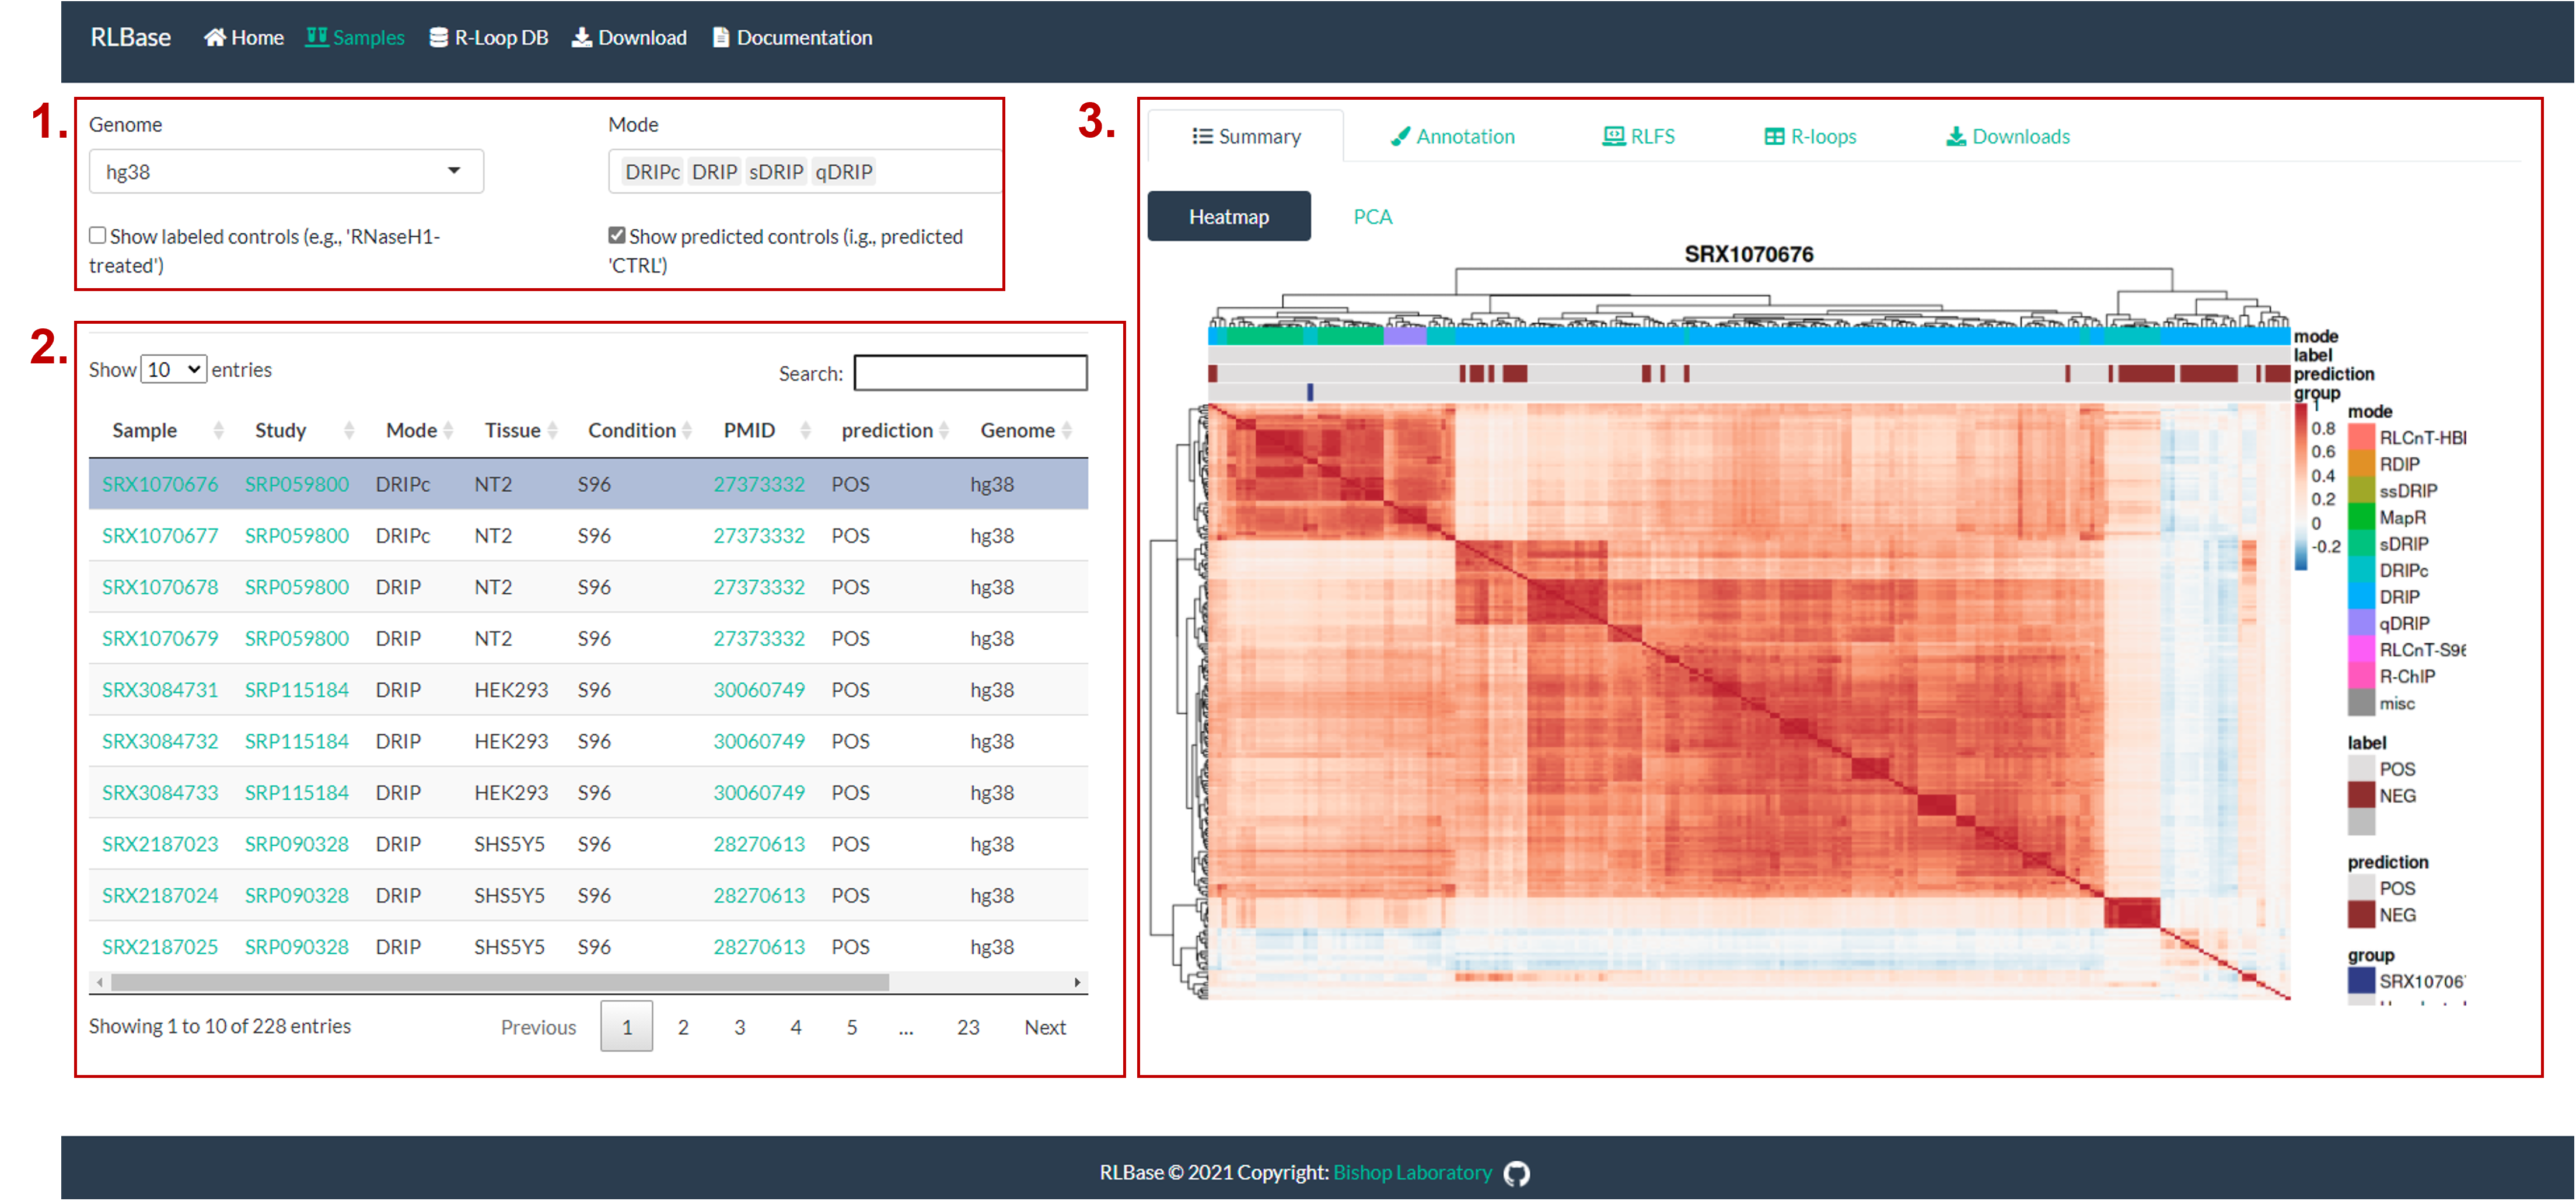 RLBase Home Samples R-Loop DB Download Documentation
1.
Genome
hg38
Show labeled controls (e.g., 'RNaseH1-
treated')
Mode
DRIPc DRIP sDRIP qDRIP
Show predicted controls (i.g., predicted
'CTRL')
2.
Show 10 entries
Search:
Sample Study Mode Tissue Condition PMID prediction Genome
SRX1070676 SRP059800 DRIPc NT2 S96 27373332 POS hg38
SRX1070677 SRP059800 DRIPc NT2 S96 27373332 POS hg38
SRX1070678 SRP059800 DRIP NT2 S96 27373332 POS hg38
SRX1070679 SRP059800 DRIP NT2 S96 27373332 POS hg38
SRX3084731 SRP115184 DRIP HEK293 S96 30060749 POS hg38
SRX3084732 SRP115184 DRIP HEK293 S96 30060749 POS hg38
SRX3084733 SRP115184 DRIP HEK293 S96 30060749 POS hg38
SRX2187023 SRP090328 DRIP SHS5Y5 S96 28270613 POS hg38
SRX2187024 SRP090328 DRIP SHS5Y5 S96 28270613 POS hg38
SRX2187025 SRP090328 DRIP SHS5Y5 S96 28270613 POS hg38
Showing 1 to 10 of 228 entries
Previous 1 2 3 4 5 ... 23 Next
3.
Summary Annotation RLFS R-loops Downloads
Heatmap PCA
SRX1070676
mode
label
prediction
group
1
0.8
0.6
0.4
0.2
0
-0.2
mode
RLCnT-HBI
RDIP
ssDRIP
MapR
sDRIP
DRIPc
DRIP
qDRIP
RLCnT-S96
R-ChIP
misc
label
POS
NEG
prediction
POS
NEG
group
SRX10706
RLBase © 2021 Copyright: Bishop Laboratory